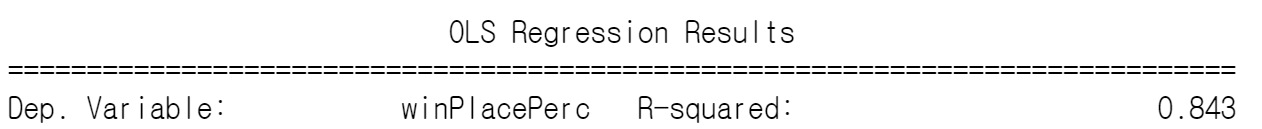 OLS Regression Results
==============================================================================
Dep. Variable: winPlacePerc R-squared: 0.843